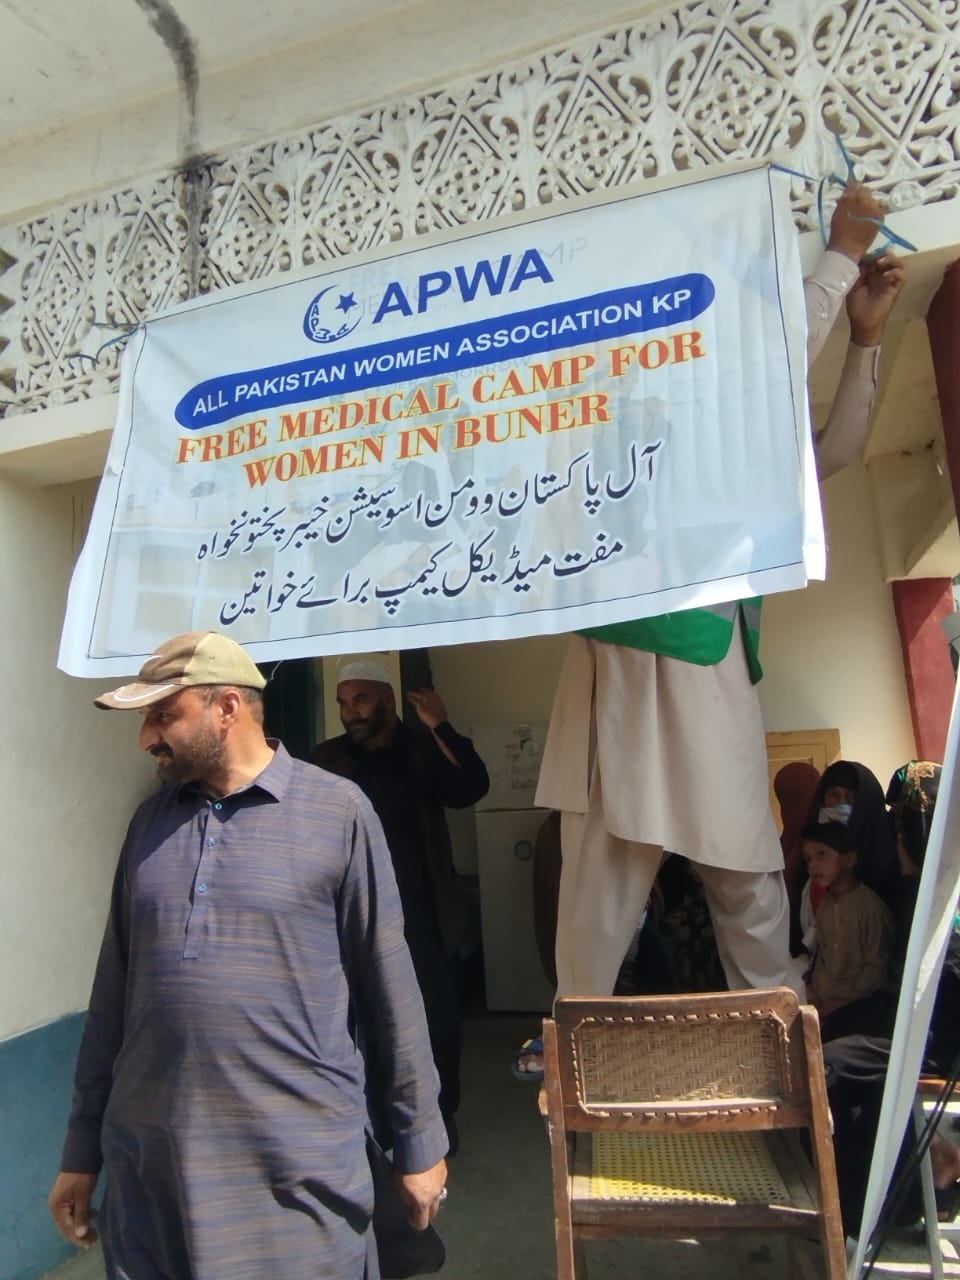 APWA
ALL PAKISTAN WOMEN ASSOCIATION KP
FREE MEDICAL CAMP FOR
WOMEN IN BUNER
آل پاکستان وومن اسوسیشن خیبر پختونخواہ
مفت میڈیکل کیمپ برائے خواتین